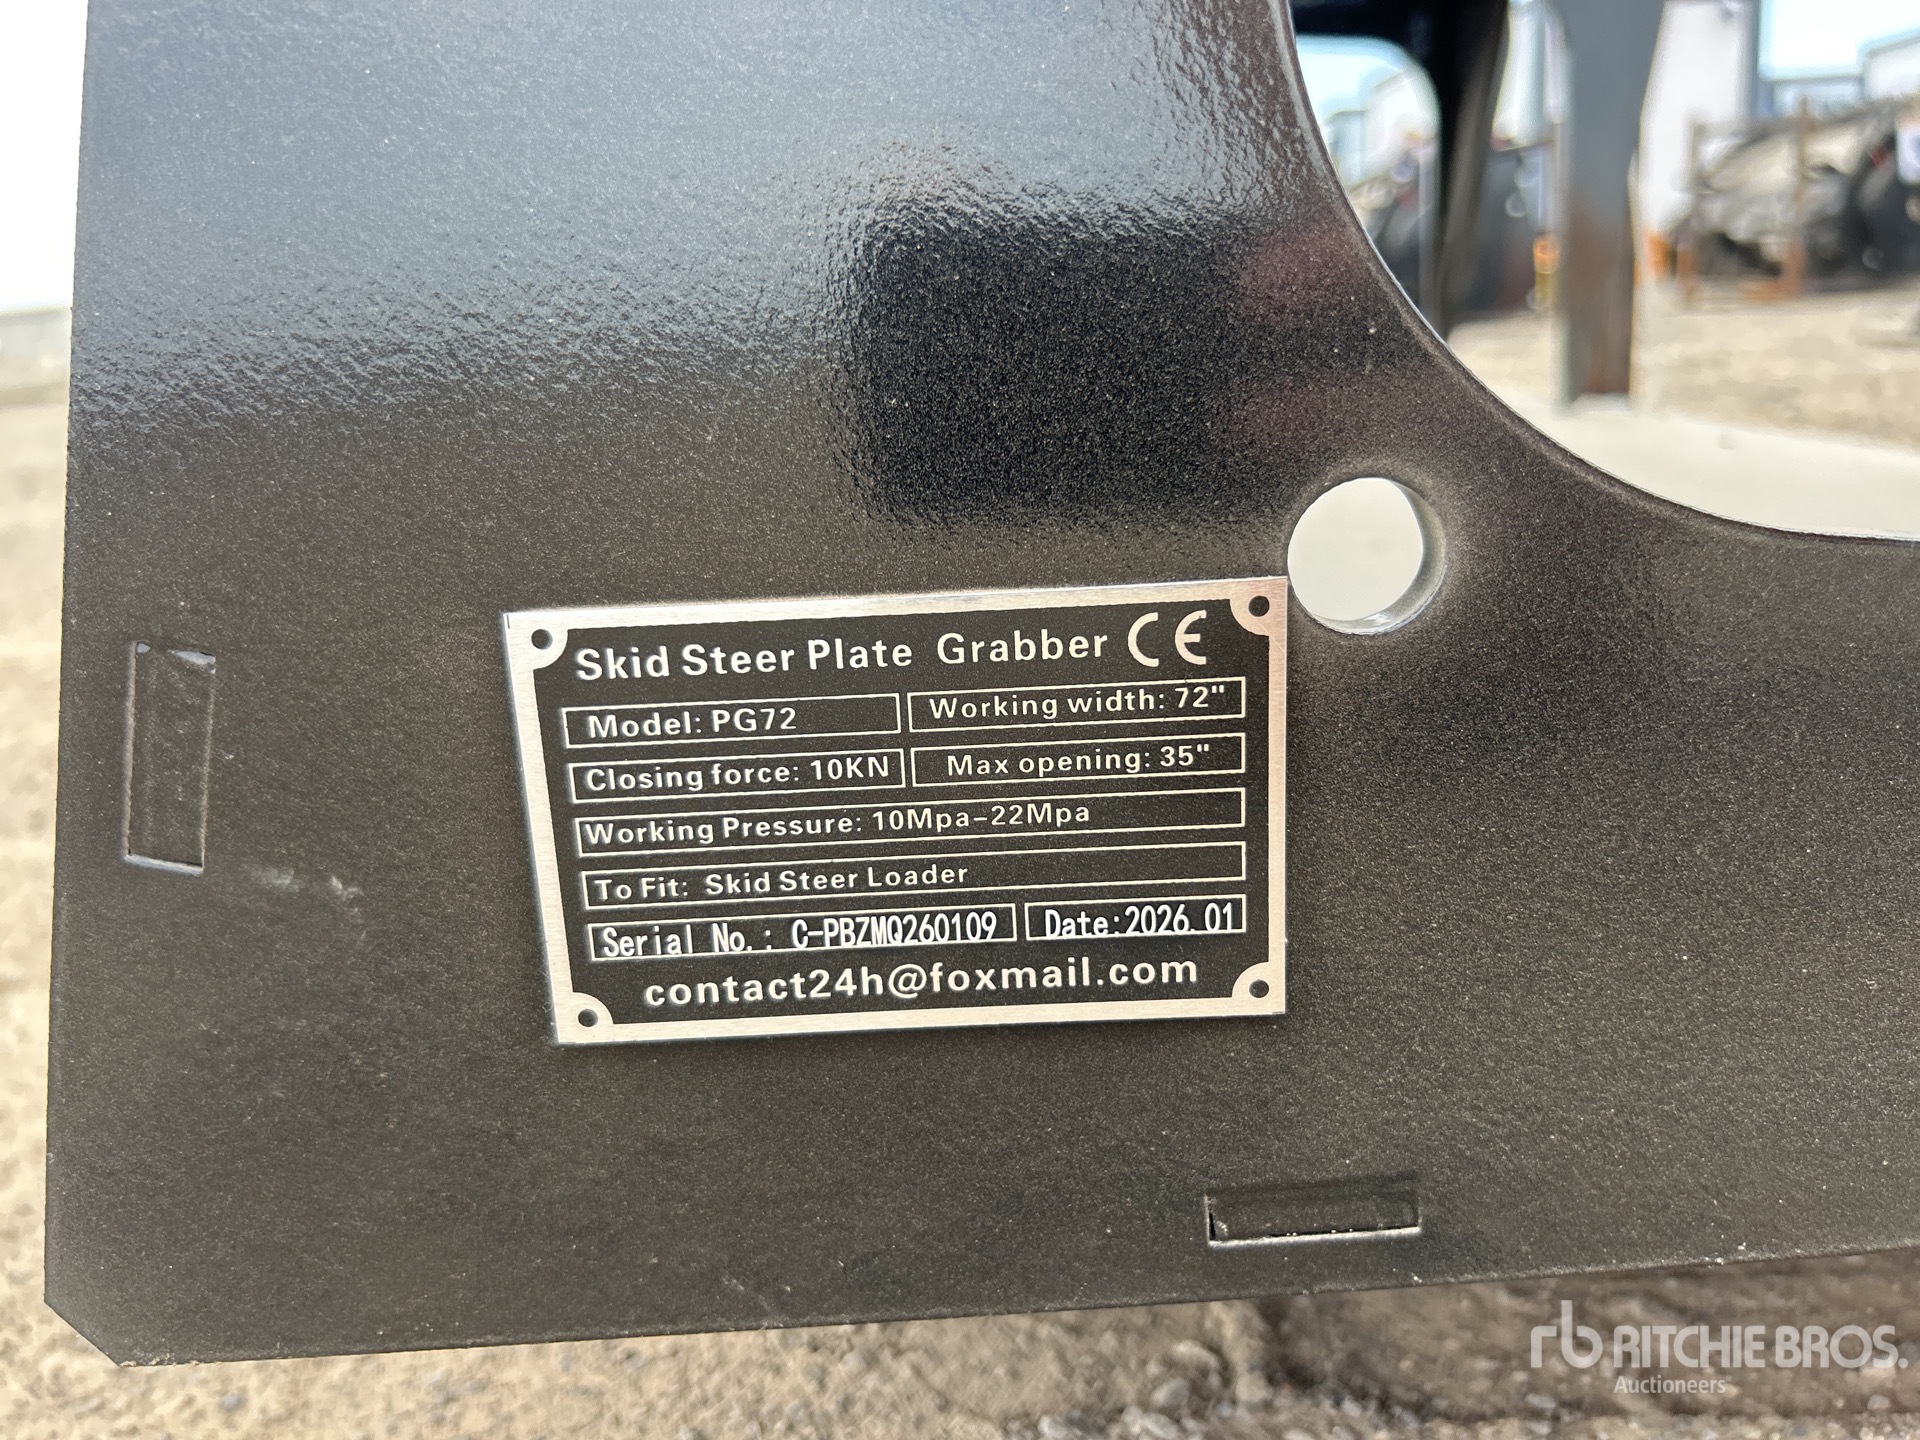 Skid Steer Plate Grabber CE
Model: PG72
Working width: 72"
Closing force: 10KN
Max opening: 35"
Working Pressure: 10Mpa-22Mpa
To Fit: Skid Steer Loader
Serial No.: C-PBZMQ260109
Date:2026.01
contact24h@foxmail.com
rb RITCHIE BROS.
Auctioneers